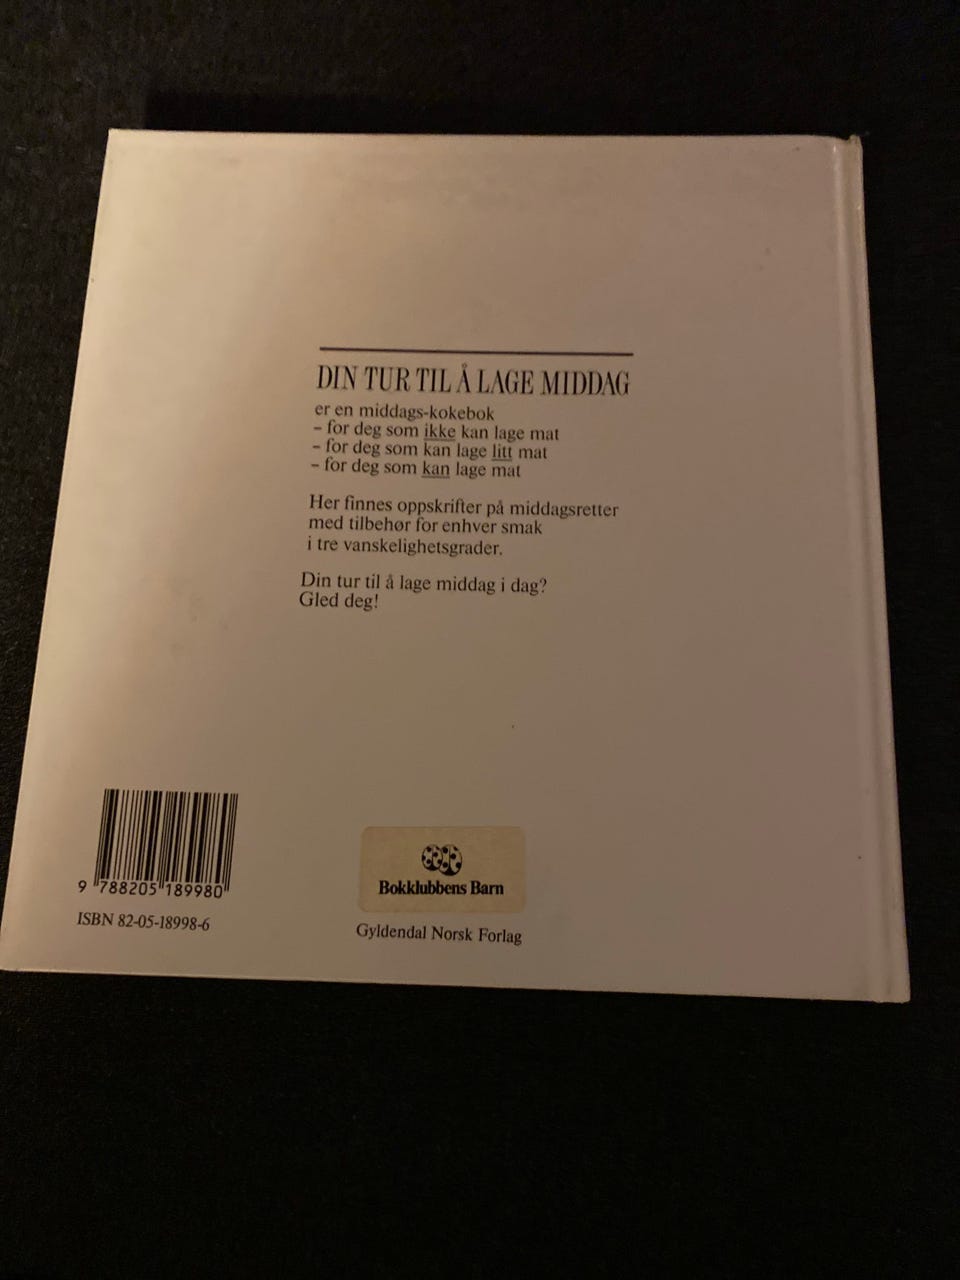 DIN TUR TIL Å LAGE MIDDAG
er en middags-kokebok
– for deg som ikke kan lage mat
– for deg som kan lage litt mat
– for deg som kan lage mat
Her finnes oppskrifter på middagsretter
med tilbehør for enhver smak
i tre vanskelighetsgrader.
Din tur til å lage middag i dag?
Gled deg!
9 788205 189980
ISBN 82-05-18998-6
Bokklubbens Barn
Gyldendal Norsk Forlag